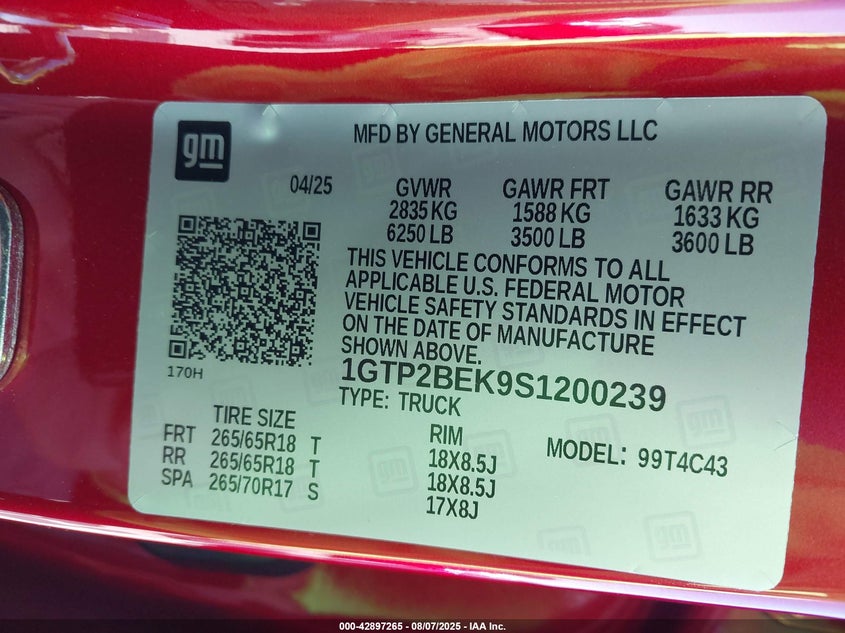 gm
MFD BY GENERAL MOTORS LLC
04/25
GVWR
2835 KG
6250 LB
GAWR FRT
1588 KG
3500 LB
GAWR RR
1633 KG
3600 LB
THIS VEHICLE CONFORMS TO ALL
APPLICABLE U.S. FEDERAL MOTOR
VEHICLE SAFETY STANDARDS IN EFFECT
ON THE DATE OF MANUFACTURE
SHOWN ABOVE.
170H
1GTP2BEK9S1200239
TYPE: TRUCK
TIRE SIZE
FRT 265/65R18 T
RR 265/65R18 T
SPA 265/70R17 S
RIM
18X8.5J
18X8.5J
17X8J
MODEL: 99T4C43
000-42897265 - 08/07/2025 - IAA Inc.